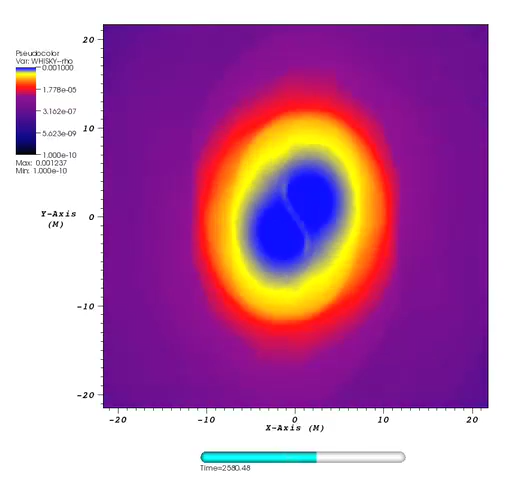 Pseudocolor
Var: WHISKY-rho
0.001000
1.778e-05
3.162e-07
5.623e-09
1.000e-10
Max: 0.001237
Min: 1.000e-10
20
10
0
-10
-20
Y-Axis
(M)
-20 -10 0 10 20
X-Axis (M)
Time=2580.48